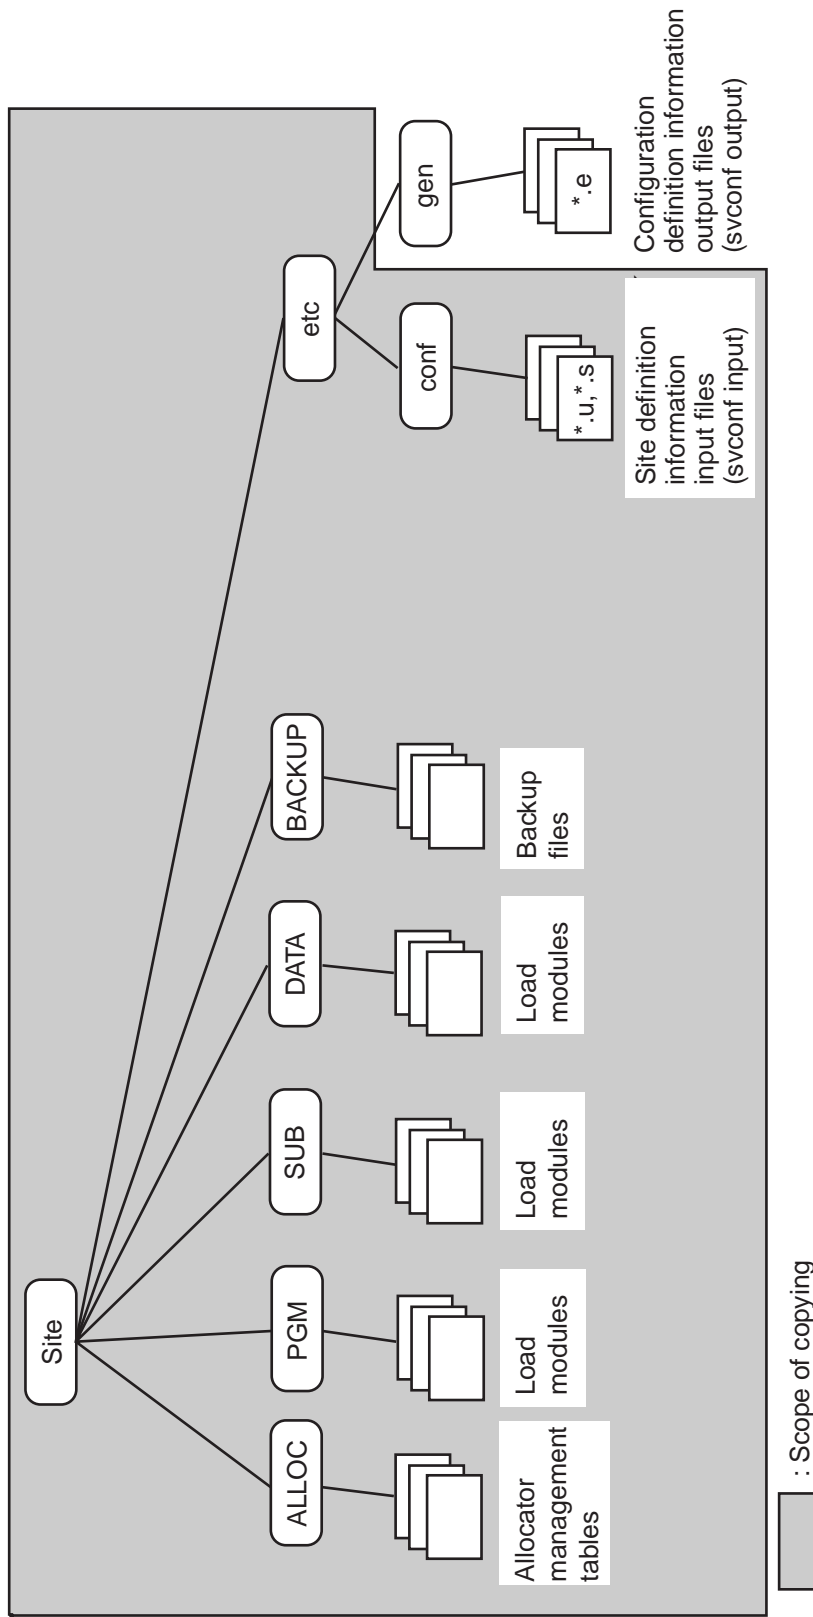 Site
ALLOC
PGM
SUB
DATA
BACKUP
etc
conf
gen
*.u,*.s
*.e
Allocator
management
tables
Load
modules
Load
modules
Load
modules
Backup
files
Site definition
information
input files
(svconf input)
Configuration
definition information
output files
(svconf output)
: Scope of copying